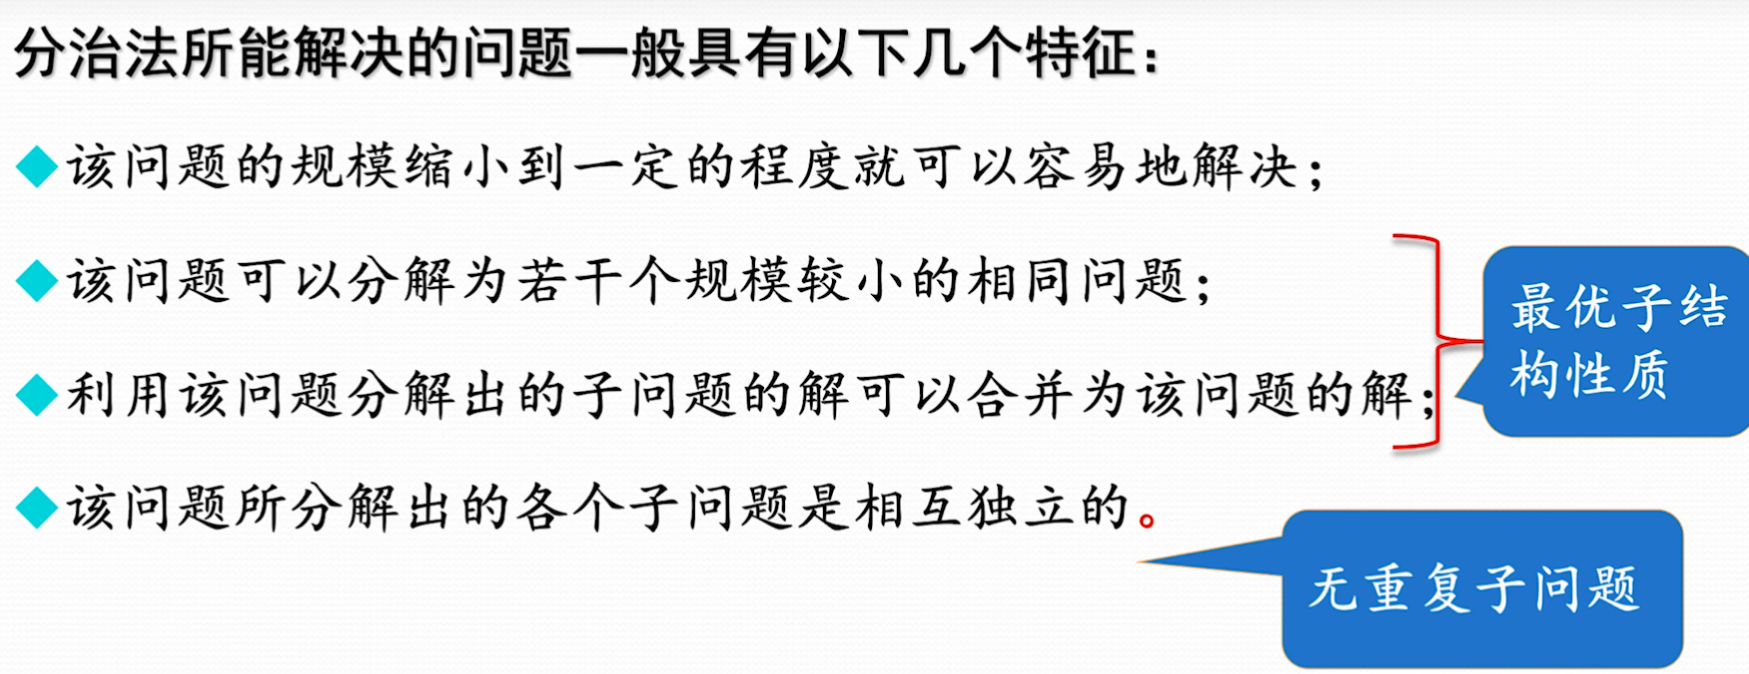 分治法所能解决的问题一般具有以下几个特征：
◆该问题的规模缩小到一定的程度就可以容易地解决；
◆该问题可以分解为若干个规模较小的相同问题；
◆利用该问题分解出的子问题的解可以合并为该问题的解；
最优子结
构性质
◆该问题所分解出的各个子问题是相互独立的。
无重复子问题